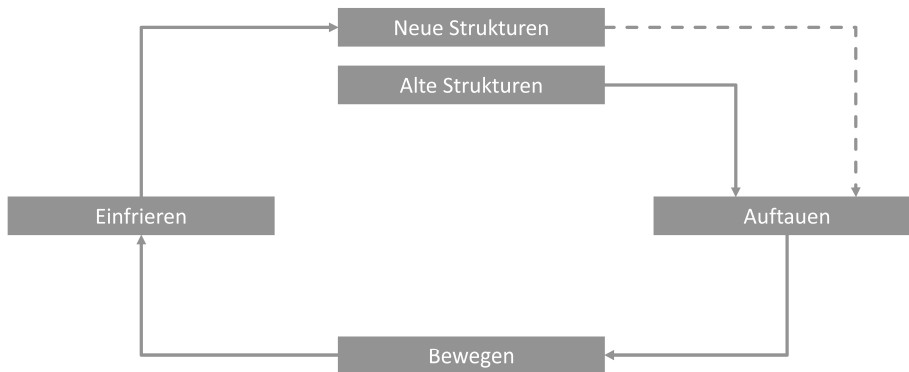 Neue Strukturen
Alte Strukturen
Einfrieren
Auftauen
Bewegen